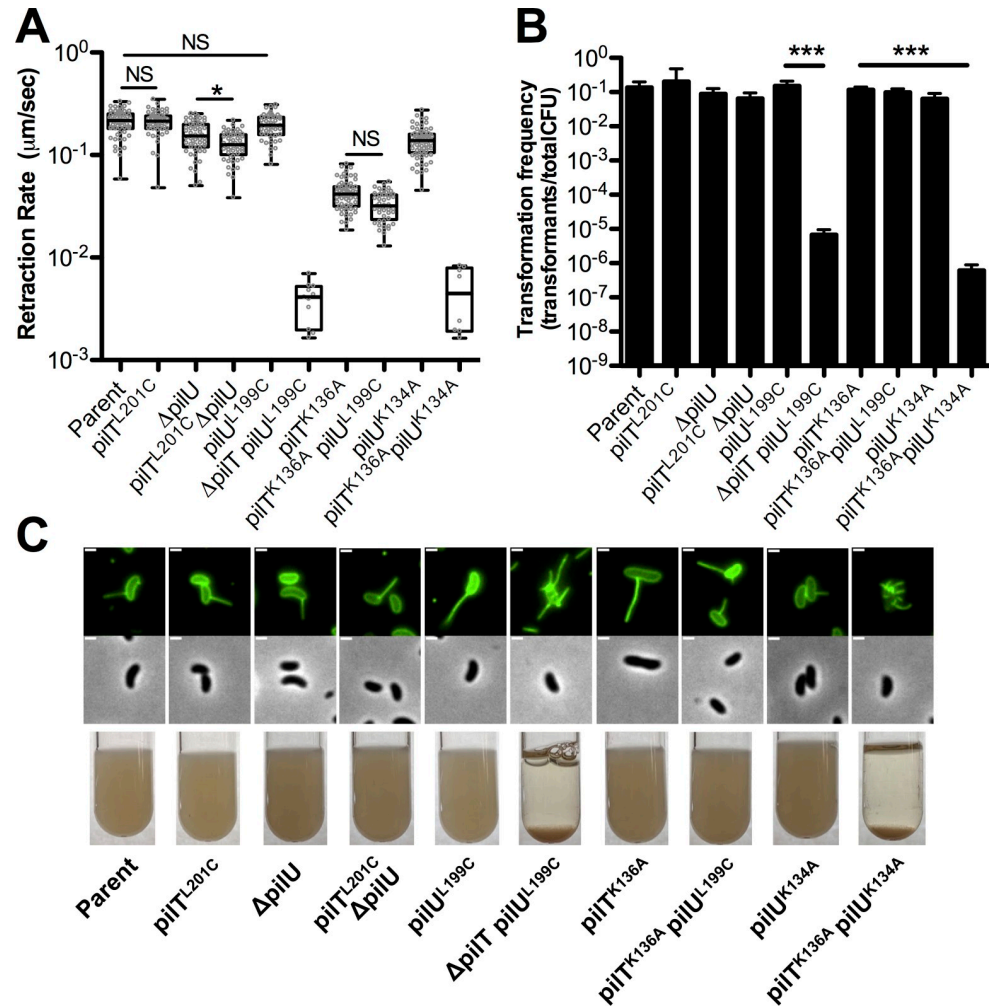 A
NS
NS
*
NS
Retraction Rate (μm/sec)
10⁰
10⁻¹
10⁻²
10⁻³
Parent
pilT^L201C
ΔpilU
pilT^L201C ΔpilU
pilU^L199C
ΔpilT pilU^L199C
pilT^K136A
pilT^K136A pilU^L199C
pilU^K134A
pilT^K136A pilU^K134A
B
***
***
Transformation frequency
(transformants/total CFU)
10⁰
10⁻¹
10⁻²
10⁻³
10⁻⁴
10⁻⁵
10⁻⁶
10⁻⁷
10⁻⁸
10⁻⁹
Parent
pilT^L201C
ΔpilU
pilT^L201C ΔpilU
pilU^L199C
ΔpilT pilU^L199C
pilT^K136A
pilT^K136A pilU^L199C
pilU^K134A
pilT^K136A pilU^K134A
C
Parent
pilT^L201C
ΔpilU
pilT^L201C
ΔpilU
pilU^L199C
ΔpilT pilU^L199C
pilT^K136A
pilT^K136A pilU^L199C
pilU^K134A
pilT^K136A pilU^K134A